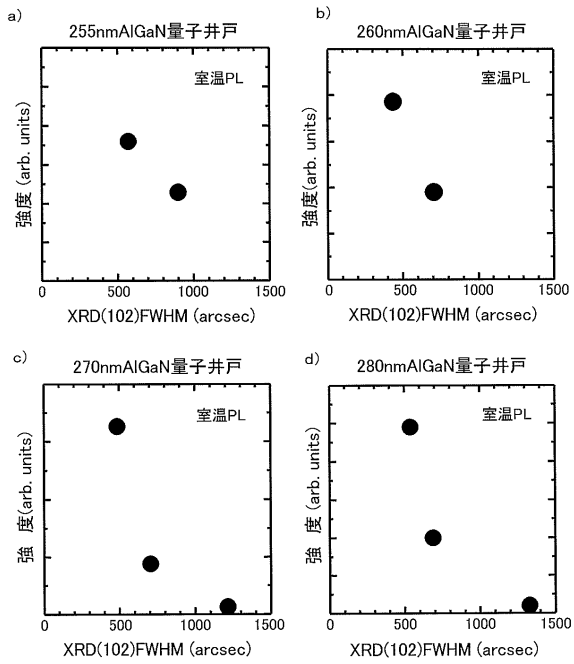 a)
255nmAlGaN量子井戸
室温PL
強度 (arb. units)
0 500 1000 1500
XRD(102)FWHM (arcsec)
b)
260nmAlGaN量子井戸
室温PL
強度(arb. units)
0 500 1000 1500
XRD(102)FWHM (arcsec)
c)
270nmAlGaN量子井戸
室温PL
強 度(arb. units)
0 500 1000 1500
XRD(102)FWHM (arcsec)
d)
280nmAlGaN量子井戸
室温PL
強 度 (arb. units)
0 500 1000 1500
XRD(102)FWHM (arcsec)